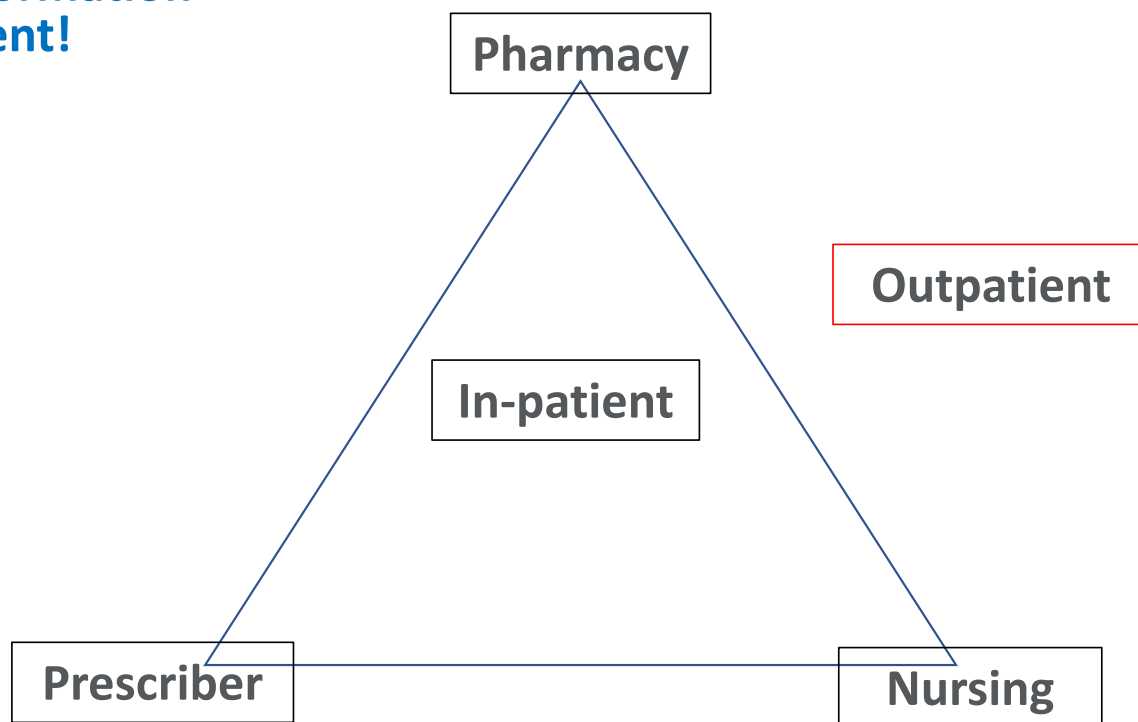 ent!
Pharmacy
Outpatient
In-patient
Prescriber
Nursing